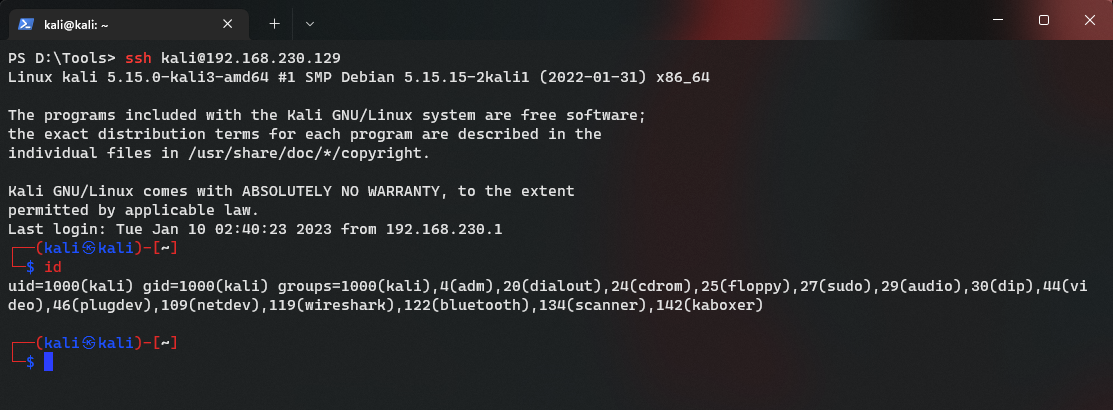 kali@kali: ~
PS D:\Tools> ssh kali@192.168.230.129
Linux kali 5.15.0-kali3-amd64 #1 SMP Debian 5.15.15-2kali1 (2022-01-31) x86_64
The programs included with the Kali GNU/Linux system are free software;
the exact distribution terms for each program are described in the
individual files in /usr/share/doc/*/copyright.
Kali GNU/Linux comes with ABSOLUTELY NO WARRANTY, to the extent
permitted by applicable law.
Last login: Tue Jan 10 02:40:23 2023 from 192.168.230.1
┌──(kali㉿kali)-[~]
└─$ id
uid=1000(kali) gid=1000(kali) groups=1000(kali),4(adm),20(dialout),24(cdrom),25(floppy),27(sudo),29(audio),30(dip),44(vi
deo),46(plugdev),109(netdev),119(wireshark),122(bluetooth),134(scanner),142(kaboxer)
┌──(kali㉿kali)-[~]
└─$